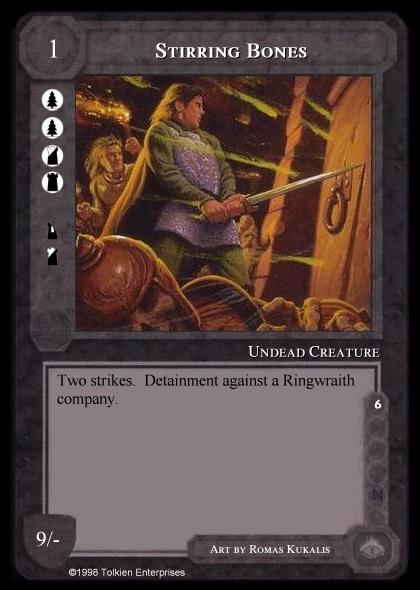 1
STIRRING BONES
UNDEAD CREATURE
Two strikes. Detainment against a Ringwraith
company.
6
9/-
ART BY ROMAS KUKALIS
©1998 Tolkien Enterprises